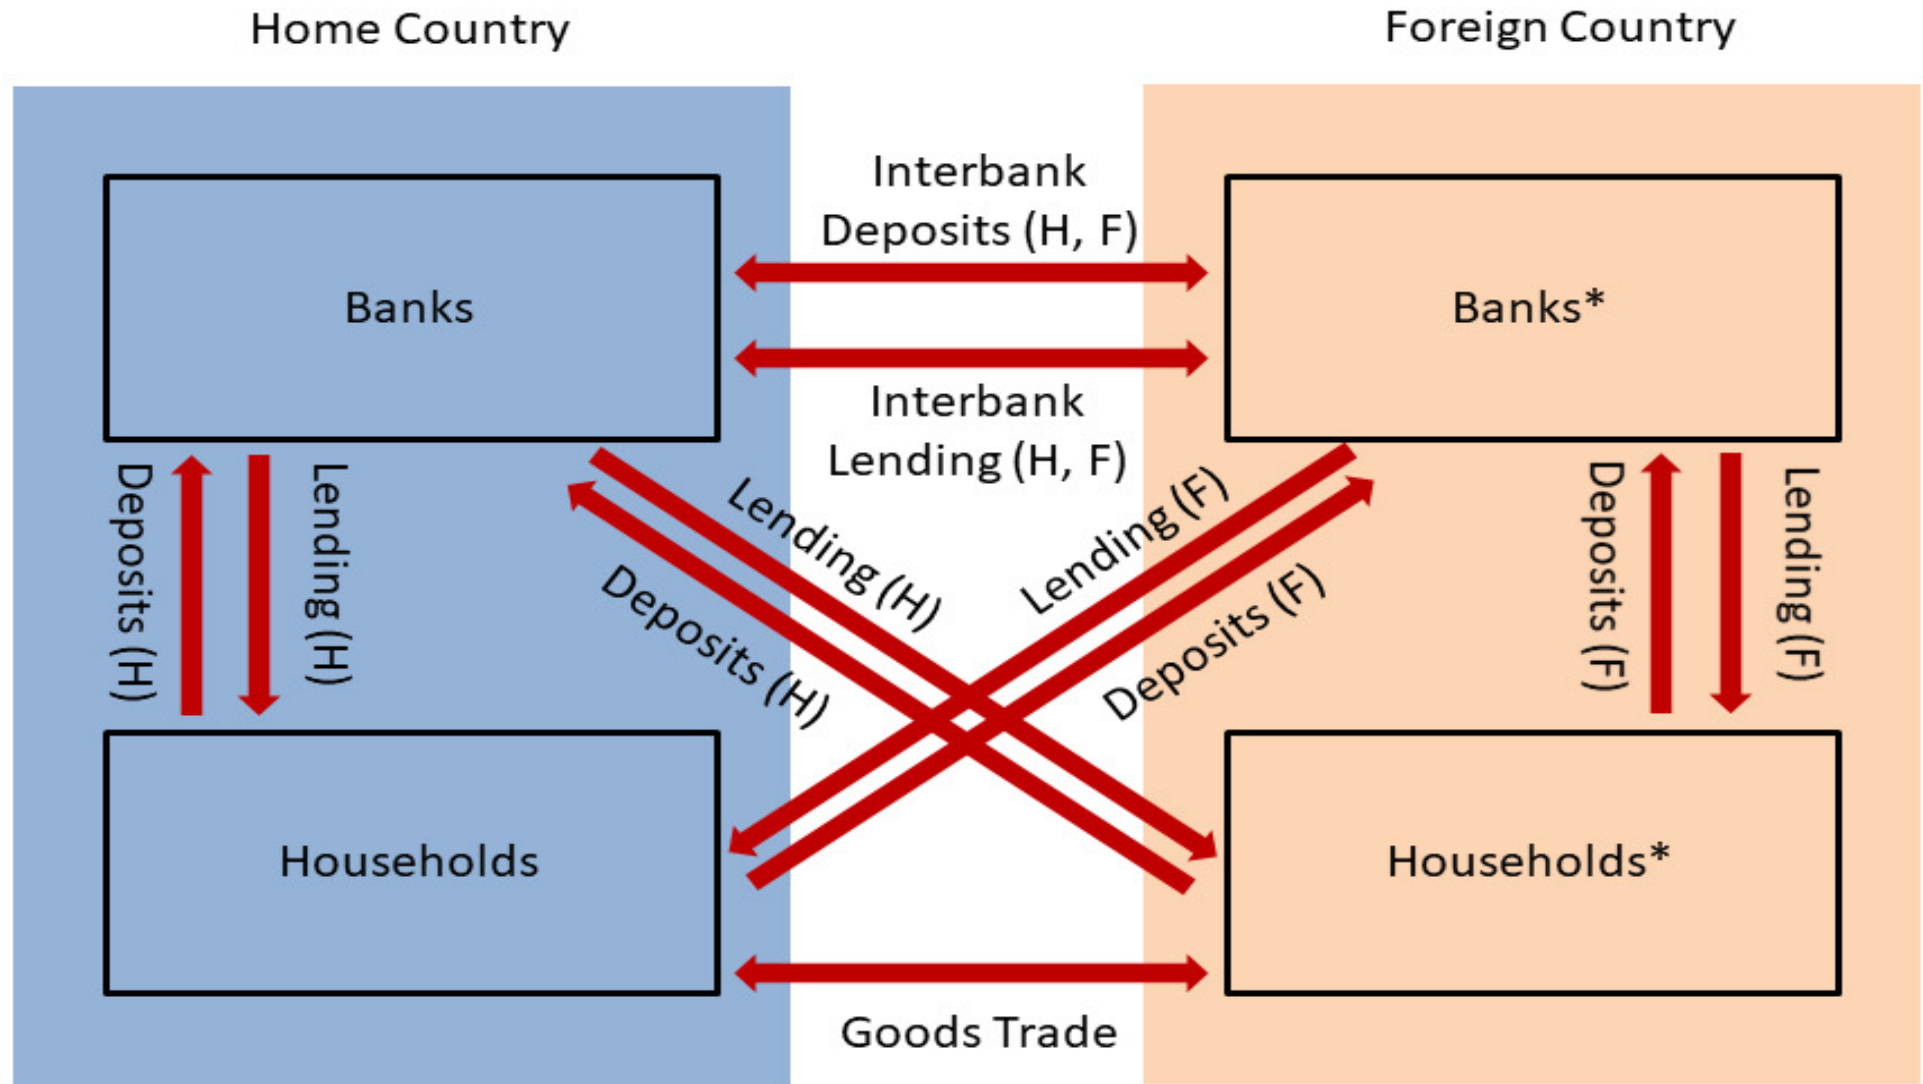 Home Country
Foreign Country
Interbank
Deposits (H, F)
Banks
Banks*
Interbank
Lending (H, F)
Deposits (H)
Lending (H)
Lending (H)
Deposits (H)
Lending (F)
Deposits (F)
Deposits (F)
Lending (F)
Households
Households*
Goods Trade